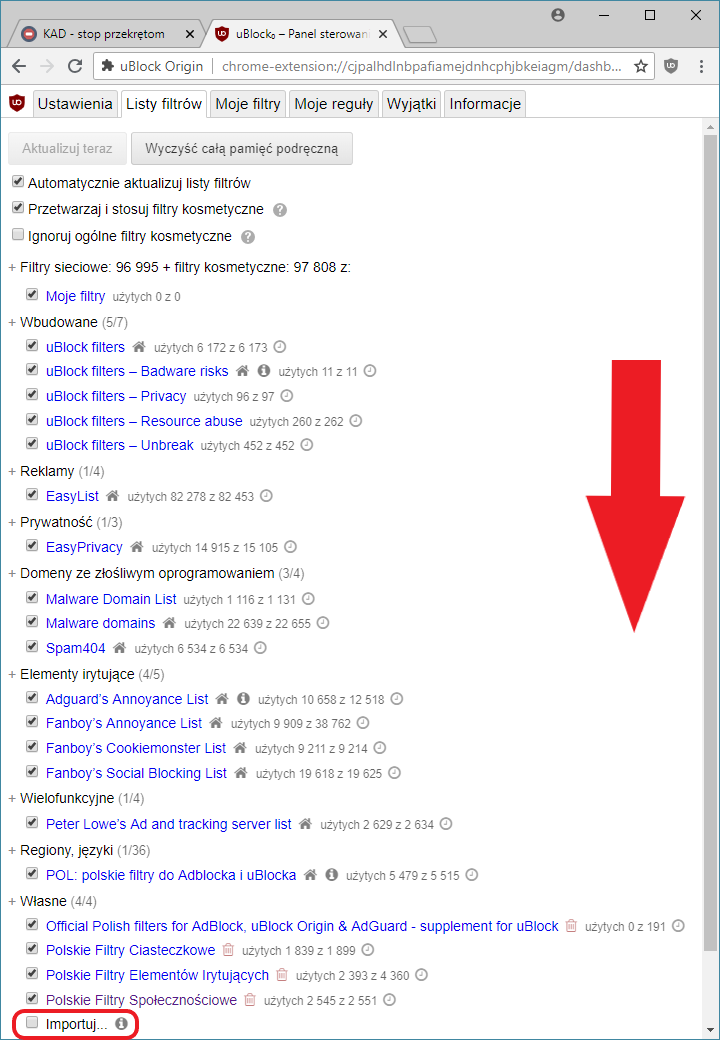 KAD - stop przekrętom
uBlock₀ – Panel sterowan
uBlock Origin
chrome-extension://cjpalhdlnbpafiamejdnhcphjbkeiagm/dashb...
Ustawienia
Listy filtrów
Moje filtry
Moje reguły
Wyjątki
Informacje
Aktualizuj teraz
Wyczyść całą pamięć podręczną
Automatycznie aktualizuj listy filtrów
Przetwarzaj i stosuj filtry kosmetyczne
Ignoruj ogólne filtry kosmetyczne
+ Filtry sieciowe: 96 995 + filtry kosmetyczne: 97 808 z:
Moje filtry użytych 0 z 0
+ Wbudowane (5/7)
uBlock filters użytych 6 172 z 6 173
uBlock filters – Badware risks użytych 11 z 11
uBlock filters – Privacy użytych 96 z 97
uBlock filters – Resource abuse użytych 260 z 262
uBlock filters – Unbreak użytych 452 z 452
+ Reklamy (1/4)
EasyList użytych 82 278 z 82 453
+ Prywatność (1/3)
EasyPrivacy użytych 14 915 z 15 105
+ Domeny ze złośliwym oprogramowaniem (3/4)
Malware Domain List użytych 1 116 z 1 131
Malware domains użytych 22 639 z 22 655
Spam404 użytych 6 534 z 6 534
+ Elementy irytujące (4/5)
Adguard's Annoyance List użytych 10 658 z 12 518
Fanboy's Annoyance List użytych 9 909 z 38 762
Fanboy's Cookiemonster List użytych 9 211 z 9 214
Fanboy's Social Blocking List użytych 19 618 z 19 625
+ Wielofunkcyjne (1/4)
Peter Lowe's Ad and tracking server list użytych 2 629 z 2 634
+ Regiony, języki (1/36)
POL: polskie filtry do Adblocka i uBlocka użytych 5 479 z 5 515
+ Własne (4/4)
Official Polish filters for AdBlock, uBlock Origin & AdGuard - supplement for uBlock użytych 0 z 191
Polskie Filtry Ciasteczkowe użytych 1 839 z 1 899
Polskie Filtry Elementów Irytujących użytych 2 393 z 4 360
Polskie Filtry Społecznościowe użytych 2 545 z 2 551
Importuj...